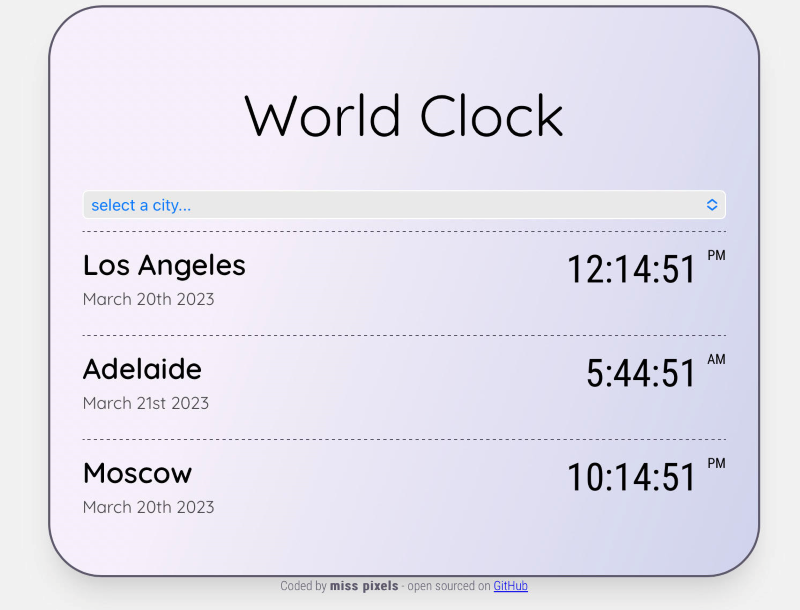 World Clock
select a city...
Los Angeles 12:14:51 PM
March 20th 2023
Adelaide 5:44:51 AM
March 21st 2023
Moscow 10:14:51 PM
March 20th 2023
Coded by miss pixels - open sourced on GitHub